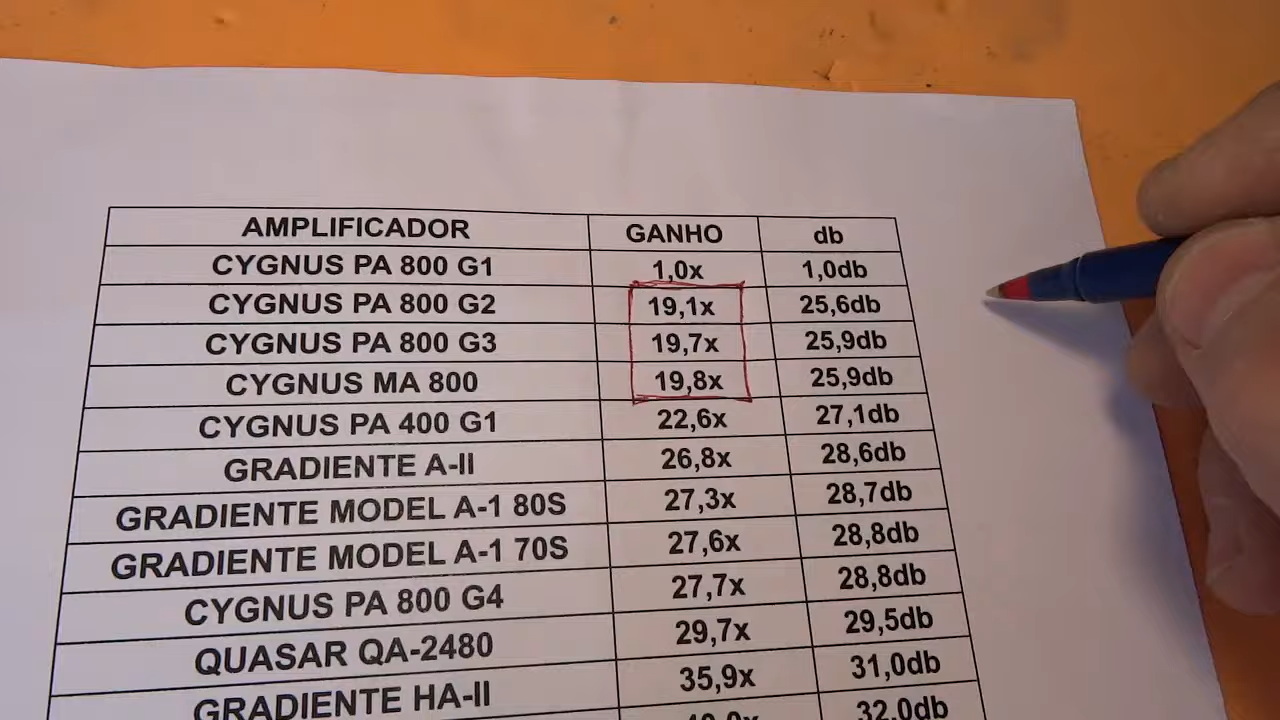 AMPLIFICADOR GANHO db
CYGNUS PA 800 G1 1,0x 1,0db
CYGNUS PA 800 G2 19,1x 25,6db
CYGNUS PA 800 G3 19,7x 25,9db
CYGNUS MA 800 19,8x 25,9db
CYGNUS PA 400 G1 22,6x 27,1db
GRADIENTE A-II 26,8x 28,6db
GRADIENTE MODEL A-1 80S 27,3x 28,7db
GRADIENTE MODEL A-1 70S 27,6x 28,8db
CYGNUS PA 800 G4 27,7x 28,8db
QUASAR QA-2480 29,7x 29,5db
GRADIENTE HA-II 35,9x 31,0db
32,0db